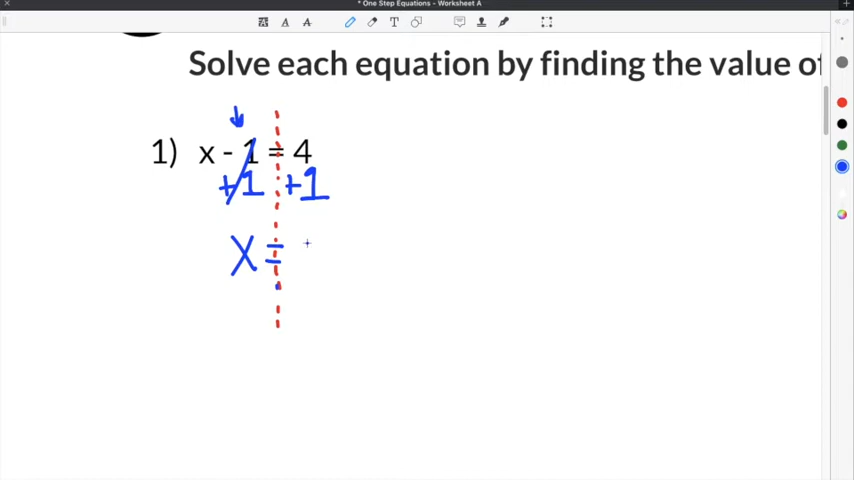 * One Step Equations - Worksheet A
Solve each equation by finding the value of
1) x - 1 = 4
+1 +1
X =